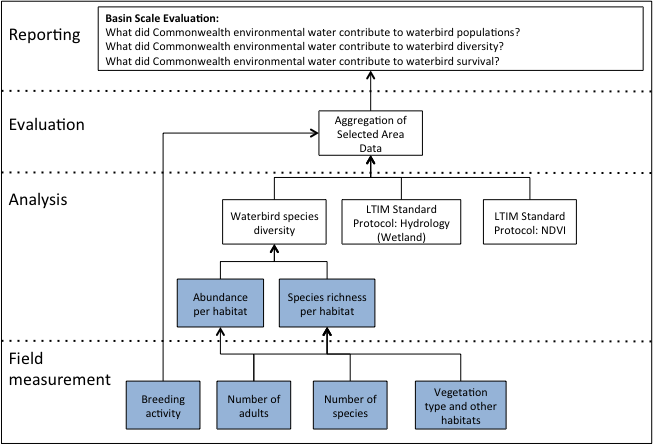 Reporting
Basin Scale Evaluation:
What did Commonwealth environmental water contribute to waterbird populations?
What did Commonwealth environmental water contribute to waterbird diversity?
What did Commonwealth environmental water contribute to waterbird survival?
Evaluation
Aggregation of
Selected Area
Data
Analysis
Waterbird species
diversity
LTIM Standard
Protocol: Hydrology
(Wetland)
LTIM Standard
Protocol: NDVI
Abundance
per habitat
Species richness
per habitat
Field
measurement
Breeding
activity
Number of
adults
Number of
species
Vegetation
type and other
habitats